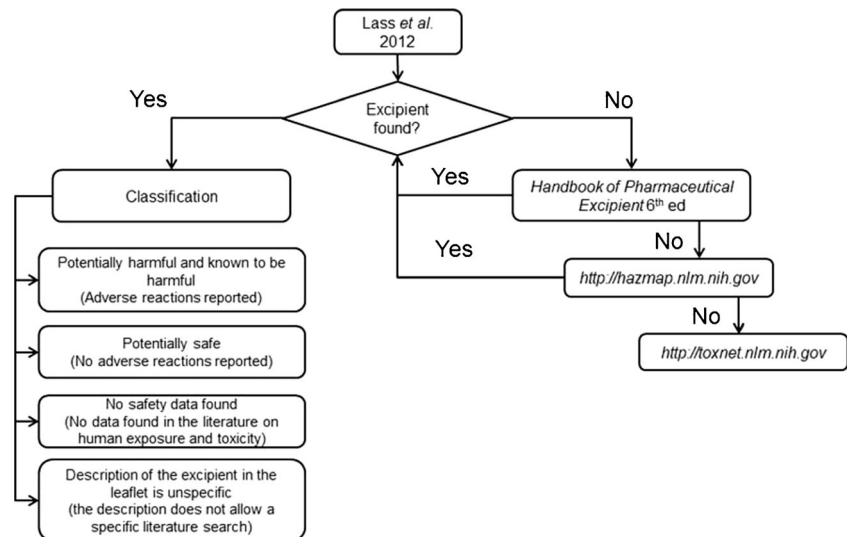 Lass et al.
2012
Yes
Excipient
found?
No
Classification
Yes
Handbook of Pharmaceutical
Excipient 6th ed
No
Potentially harmful and known to be
harmful
(Adverse reactions reported)
Yes
http://hazmap.nlm.nih.gov
No
Potentially safe
(No adverse reactions reported)
http://toxnet.nlm.nih.gov
No safety data found
(No data found in the literature on
human exposure and toxicity)
Description of the excipient in the
leaflet is unspecific
(the description does not allow a
specific literature search)